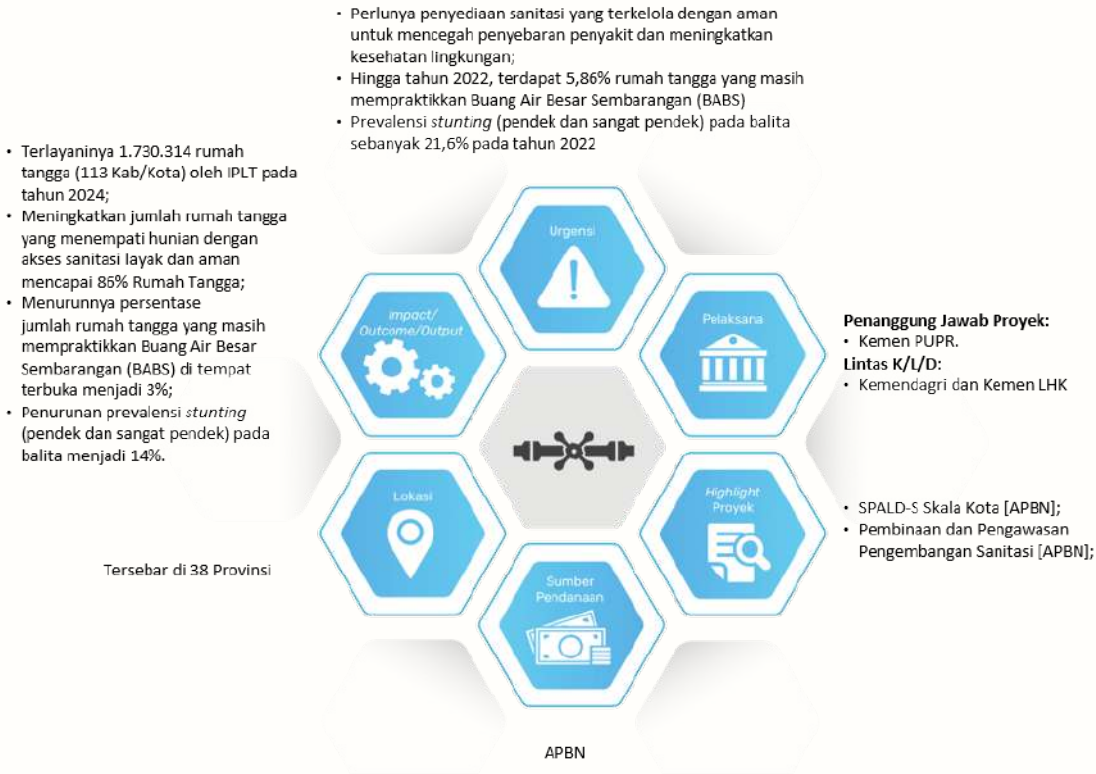 • Perlunya penyediaan sanitasi yang terkelola dengan aman
untuk mencegah penyebaran penyakit dan meningkatkan
kesehatan lingkungan;
• Hingga tahun 2022, terdapat 5,86% rumah tangga yang masih
mempraktikkan Buang Air Besar Sembarangan (BABS)
• Prevalensi stunting (pendek dan sangat pendek) pada balita
sebanyak 21,6% pada tahun 2022
• Terlayaninya 1.730.314 rumah
tangga (113 Kab/Kota) oleh IPLT pada
tahun 2024;
• Meningkatkan jumlah rumah tangga
yang menempati hunian dengan
akses sanitasi layak dan aman
mencapai 86% Rumah Tangga;
• Menurunnya persentase
jumlah rumah tangga yang masih
mempraktikkan Buang Air Besar
Sembarangan (BABS) di tempat
terbuka menjadi 3%;
• Penurunan prevalensi stunting
(pendek dan sangat pendek) pada
balita menjadi 14%.
Urgensi
Impact/
Outcome/Output
Pelaksana
Penanggung Jawab Proyek:
• Kemen PUPR.
Lintas K/L/D:
• Kemendagri dan Kemen LHK
Lokasi
Tersebar di 38 Provinsi
Highlight
Proyek
• SPALD-S Skala Kota [APBN];
• Pembinaan dan Pengawasan
Pengembangan Sanitasi [APBN];
Sumber
Pendanaan
APBN